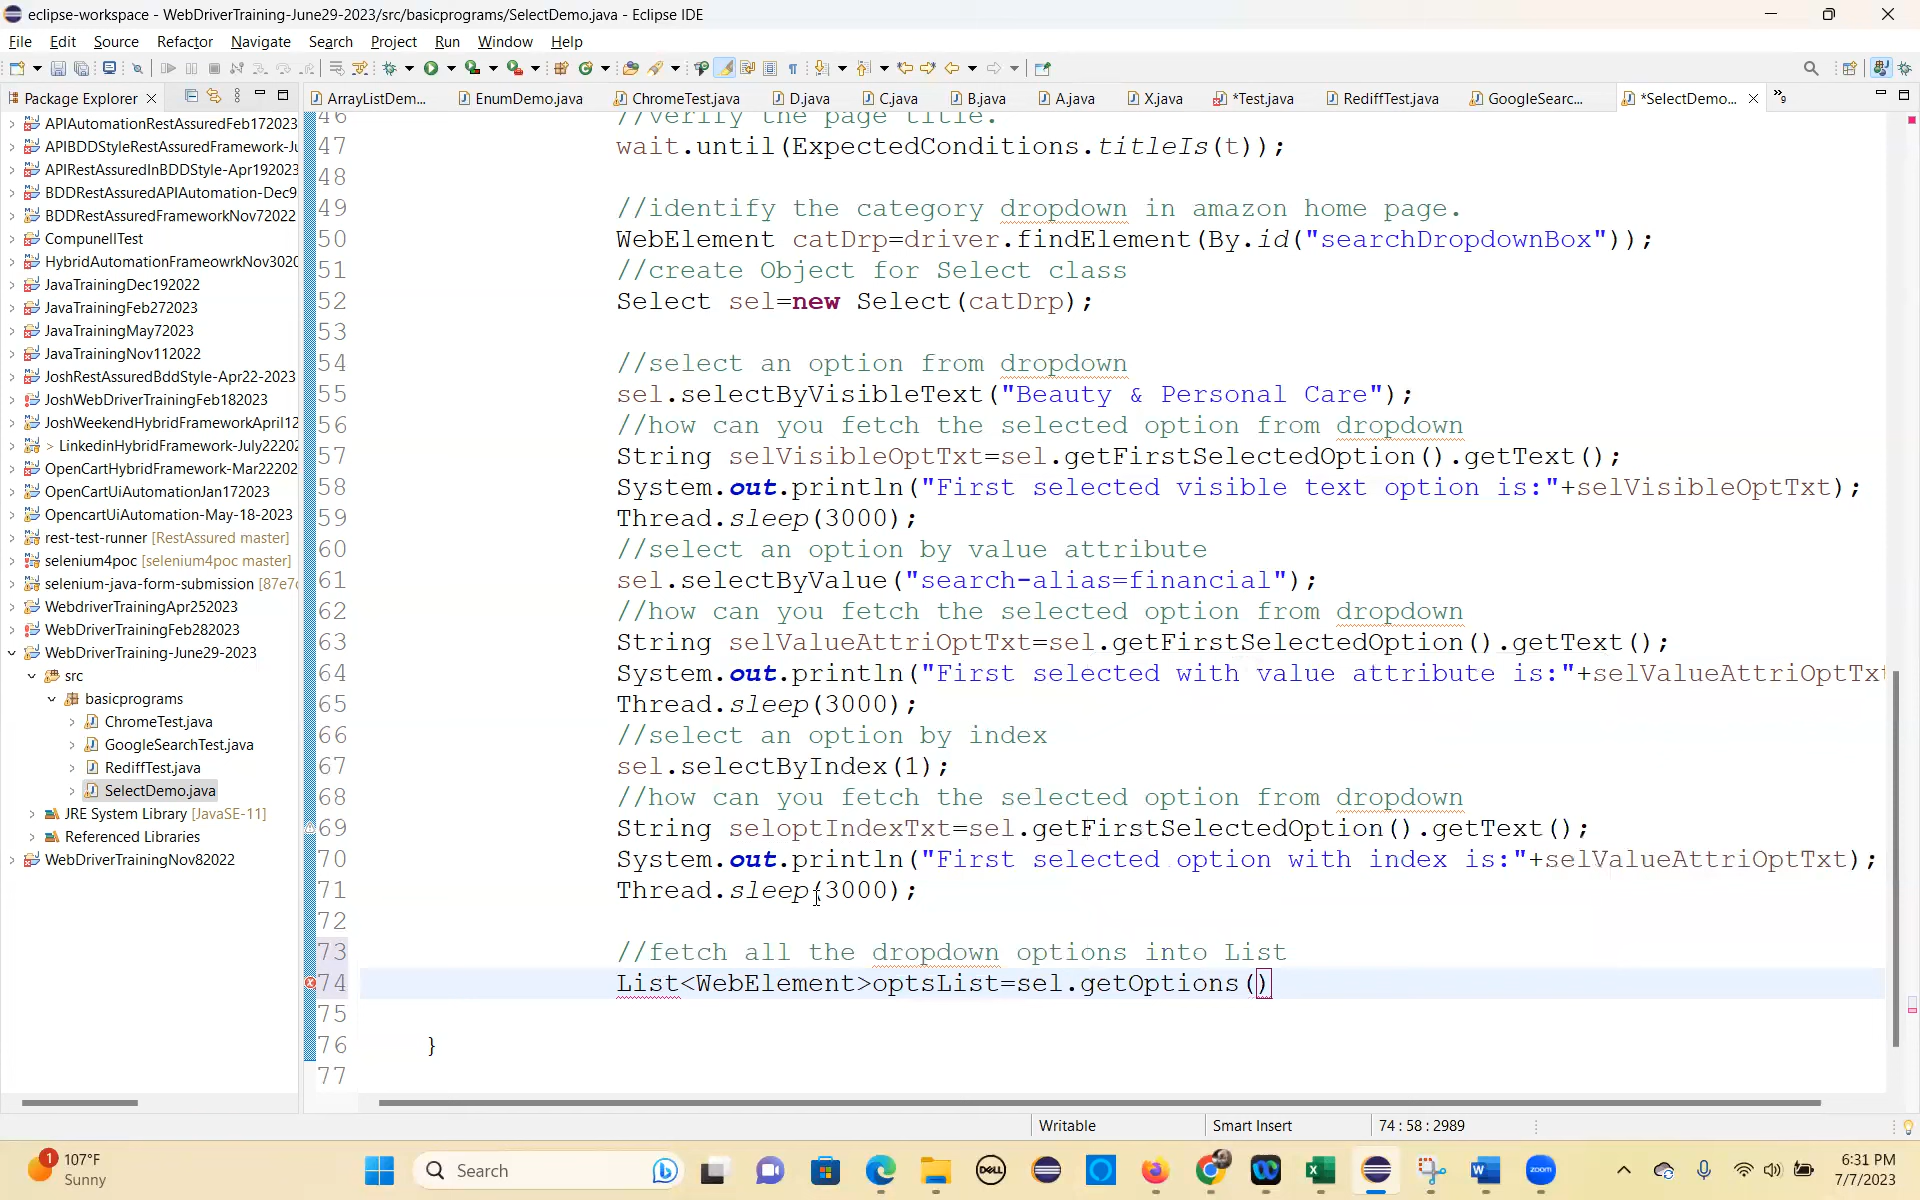 eclipse-workspace - WebDriverTraining-June29-2023/src/basicprograms/SelectDemo.java - Eclipse IDE
File Edit Source Refactor Navigate Search Project Run Window Help
Package Explorer
ArrayListDem... EnumDemo.java ChromeTest.java D.java C.java B.java A.java X.java *Test.java RediffTest.java GoogleSearc... *SelectDemo... 9
APIAutomationRestAssuredFeb172023
APIBDDStyleRestAssuredFramework-Ju
APIRestAssuredInBDDStyle-Apr192023
BDDRestAssuredAPIAutomation-Dec9
BDDRestAssuredFrameworkNov72022
CompunellTest
HybridAutomationFrameowrkNov3020
JavaTrainingDec192022
JavaTrainingFeb272023
JavaTrainingMay72023
JavaTrainingNov112022
JoshRestAssuredBddStyle-Apr22-2023
JoshWebDriverTrainingFeb182023
JoshWeekendHybridFrameworkApril12
> LinkedinHybridFramework-July22202
OpenCartHybridFramework-Mar22202
OpenCartUiAutomationJan172023
OpencartUiAutomation-May-18-2023
rest-test-runner [RestAssured master]
selenium4poc [selenium4poc master]
selenium-java-form-submission [87e7c
WebdriverTrainingApr252023
WebDriverTrainingFeb282023
WebDriverTraining-June29-2023
src
basicprograms
ChromeTest.java
GoogleSearchTest.java
RediffTest.java
SelectDemo.java
JRE System Library [JavaSE-11]
Referenced Libraries
WebDriverTrainingNov82022
46 //verify the page title.
47 wait.until(ExpectedConditions.titleIs(t));
48
49 //identify the category dropdown in amazon home page.
50 WebElement catDrp=driver.findElement(By.id("searchDropdownBox"));
51 //create Object for Select class
52 Select sel=new Select(catDrp);
53
54 //select an option from dropdown
55 sel.selectByVisibleText("Beauty & Personal Care");
56 //how can you fetch the selected option from dropdown
57 String selVisibleOptTxt=sel.getFirstSelectedOption().getText();
58 System.out.println("First selected visible text option is:"+selVisibleOptTxt);
59 Thread.sleep(3000);
60 //select an option by value attribute
61 sel.selectByValue("search-alias=financial");
62 //how can you fetch the selected option from dropdown
63 String selValueAttriOptTxt=sel.getFirstSelectedOption().getText();
64 System.out.println("First selected with value attribute is:"+selValueAttriOptTxt
65 Thread.sleep(3000);
66 //select an option by index
67 sel.selectByIndex(1);
68 //how can you fetch the selected option from dropdown
69 String seloptIndexTxt=sel.getFirstSelectedOption().getText();
70 System.out.println("First selected option with index is:"+selValueAttriOptTxt);
71 Thread.sleep(3000);
72
73 //fetch all the dropdown options into List
74 List<WebElement>optsList=sel.getOptions()
75
76 }
77
Writable Smart Insert 74 : 58 : 2989
1 107°F
Sunny
Search
DELL
zoom
6:31 PM
7/7/2023